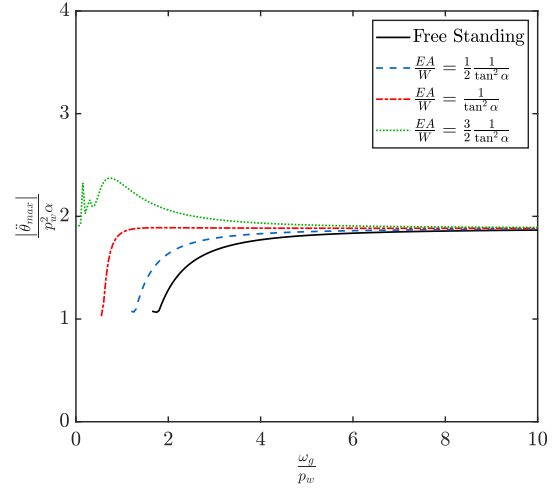 4
3
2
1
0
0 2 4 6 8 10
|θ̈_max| / p_w² α
ω_g / p_w
Free Standing
EA/W = 1/2 1/tan² α
EA/W = 1/tan² α
EA/W = 3/2 1/tan² α